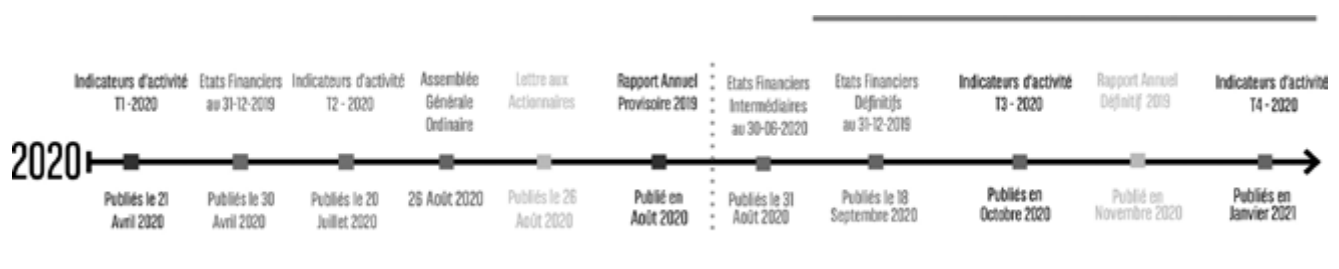 Indicateurs d'activité
T1-2020
Etats Financiers
au 31-12-2019
Indicateurs d'activité
T2 - 2020
Assemblée
Générale
Ordinaire
Lettre aux
Actionnaires
Rapport Annuel
Provisoire 2019
Etats Financiers
Intermédiaires
au 30-06-2020
Etats Financiers
Définitifs
au 31-12-2019
Indicateurs d'activité
T3 - 2020
Rapport Annuel
Définitif 2019
Indicateurs d'activité
T4 - 2020
2020
Publiés le 21
Avril 2020
Publiés le 30
Avril 2020
Publiés le 20
Juillet 2020
26 Août 2020
Publiés le 26
Août 2020
Publié en
Août 2020
Publiés le 31
Août 2020
Publiés le 18
Septembre 2020
Publiés en
Octobre 2020
Publié en
Novembre 2020
Publiés en
Janvier 2021